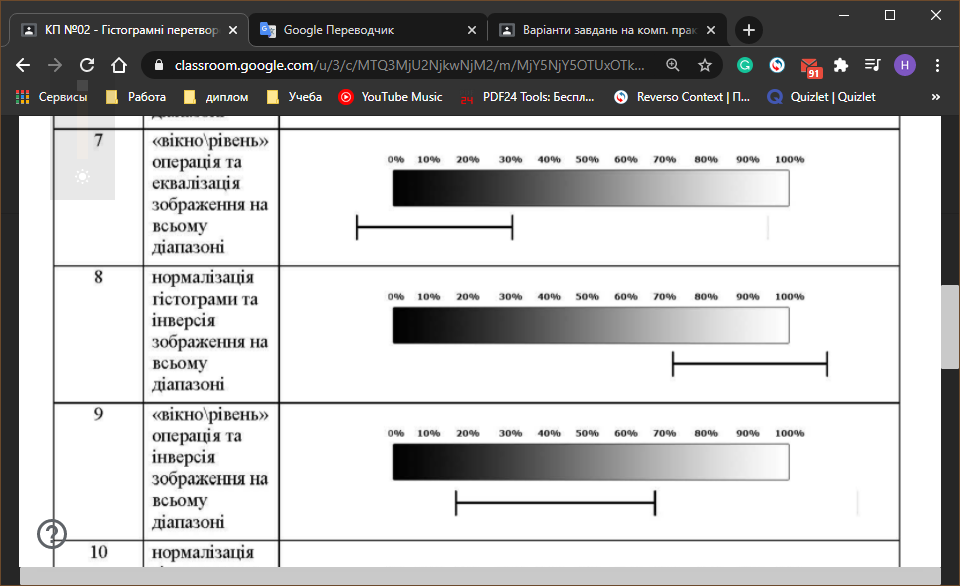 КП №02 - Гістограмні перетвор
Google Переводчик
Варіанти завдань на комп. прак
classroom.google.com/u/3/c/MTQ3MjU2NjkwNjM2/m/MjY5NjY5OTUxOTk...
91
H
Сервисы
Работа
диплом
Учеба
YouTube Music
24
PDF24 Tools: Беспл...
Reverso Context | П...
Quizlet | Quizlet
»
діапазоні
7
«вікно\рівень»
операція та
еквалізація
зображення на
всьому
діапазоні
0% 10% 20% 30% 40% 50% 60% 70% 80% 90% 100%
8
нормалізація
гістограми та
інверсія
зображення на
всьому
діапазоні
0% 10% 20% 30% 40% 50% 60% 70% 80% 90% 100%
9
«вікно\рівень»
операція та
інверсія
зображення на
всьому
діапазоні
0% 10% 20% 30% 40% 50% 60% 70% 80% 90% 100%
10
нормалізація